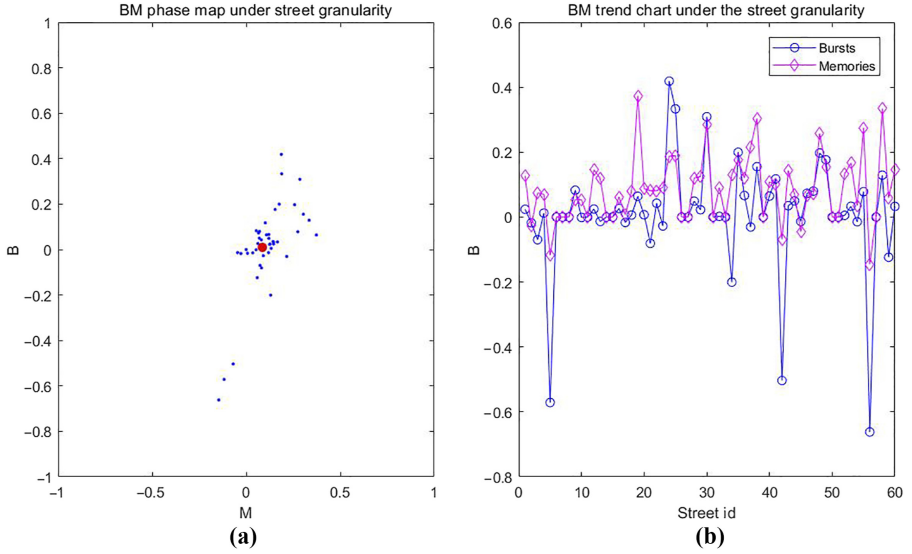 BM phase map under street granularity
1
0.8
0.6
0.4
0.2
0
−0.2
−0.4
−0.6
−0.8
−1
B
−1 −0.5 0 0.5 1
M
(a)
BM trend chart under the street granularity
Bursts
Memories
0.6
0.4
0.2
0
−0.2
−0.4
−0.6
−0.8
B
0 10 20 30 40 50 60
Street id
(b)